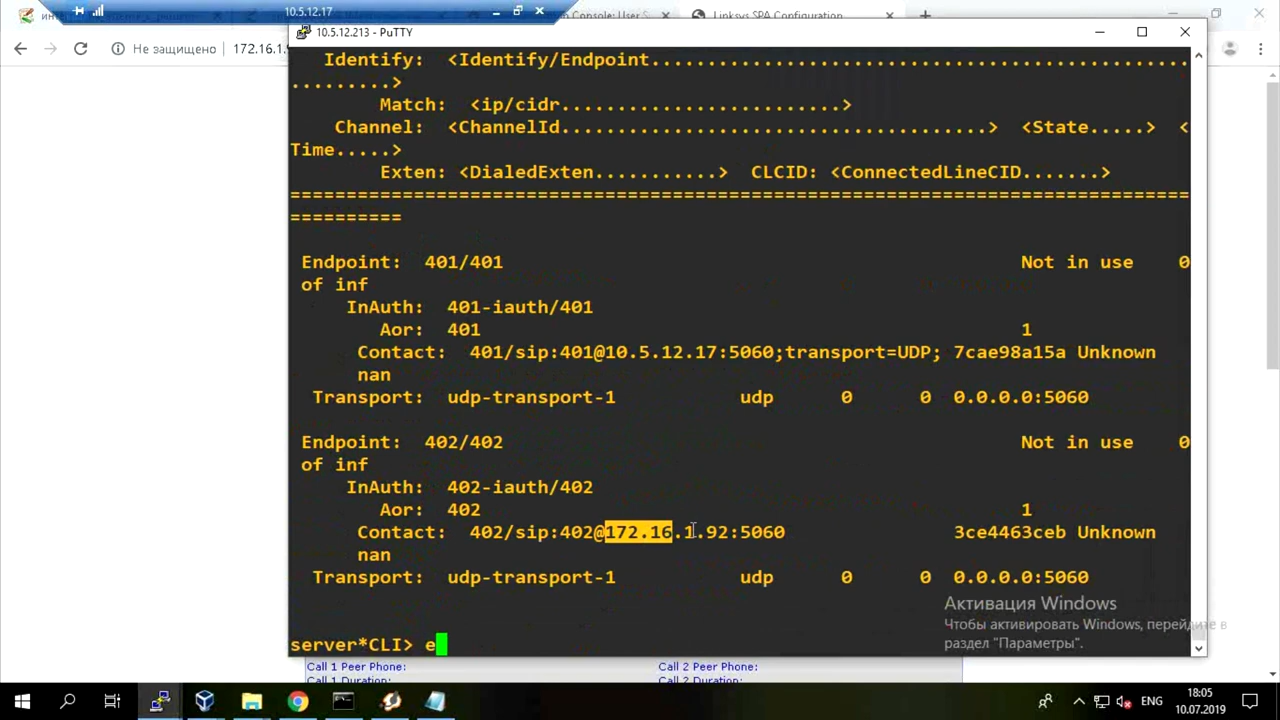 10.5.12.17
Linksys SPA Configuration
Не защищено
172.16.1.9
10.5.12.213 - PuTTY
Identify: <Identify/Endpoint................................................
.........>
Match: <ip/cidr.........................>
Channel: <ChannelId......................................> <State.....> <
Time.....>
Exten: <DialedExten...........> CLCID: <ConnectedLineCID.......>
================================================================================
==========
Endpoint: 401/401 Not in use 0
of inf
InAuth: 401-iauth/401
Aor: 401 1
Contact: 401/sip:401@10.5.12.17:5060;transport=UDP; 7cae98a15a Unknown
nan
Transport: udp-transport-1 udp 0 0 0.0.0.0:5060
Endpoint: 402/402 Not in use 0
of inf
InAuth: 402-iauth/402
Aor: 402 1
Contact: 402/sip:402@172.16.1.92:5060 3ce4463ceb Unknown
nan
Transport: udp-transport-1 udp 0 0 0.0.0.0:5060
Активация Windows
Чтобы активировать Windows, перейдите в
раздел "Параметры".
server*CLI> e
Call 1 Peer Phone: Call 2 Peer Phone:
Call 1 Duration: Call 2 Duration:
ENG
18:05
10.07.2019